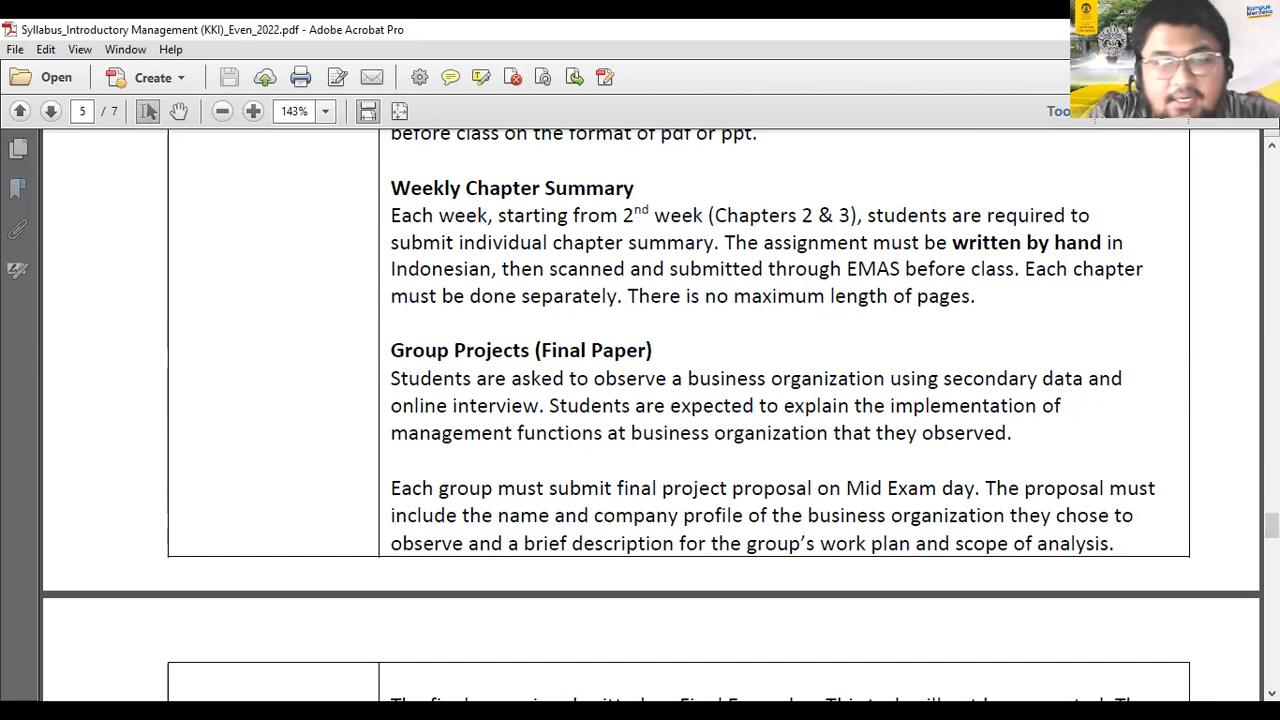 Syllabus_Introductory Management (KKI)_Even_2022.pdf - Adobe Acrobat Pro
File Edit View Window Help
Open Create
5 / 7 143% Too
before class on the format of pdf or ppt.
Weekly Chapter Summary
Each week, starting from 2nd week (Chapters 2 & 3), students are required to
submit individual chapter summary. The assignment must be written by hand in
Indonesian, then scanned and submitted through EMAS before class. Each chapter
must be done separately. There is no maximum length of pages.
Group Projects (Final Paper)
Students are asked to observe a business organization using secondary data and
online interview. Students are expected to explain the implementation of
management functions at business organization that they observed.
Each group must submit final project proposal on Mid Exam day. The proposal must
include the name and company profile of the business organization they chose to
observe and a brief description for the group's work plan and scope of analysis.
Kampus
Merdeka